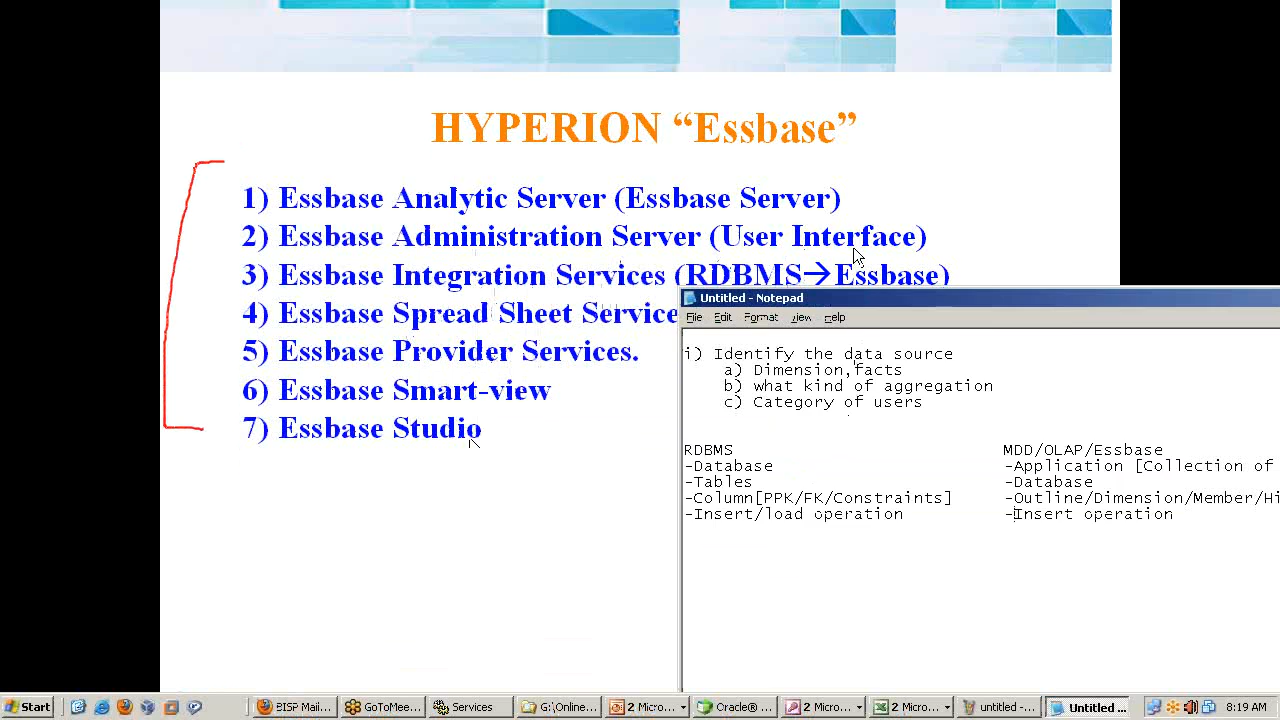 HYPERION “Essbase”
1) Essbase Analytic Server (Essbase Server)
2) Essbase Administration Server (User Interface)
3) Essbase Integration Services (RDBMS→Essbase)
4) Essbase Spread Sheet Service
5) Essbase Provider Services.
6) Essbase Smart-view
7) Essbase Studio
Untitled - Notepad
File Edit Format View Help
i) Identify the data source
a) Dimension,facts
b) what kind of aggregation
c) Category of users
RDBMS MDD/OLAP/Essbase
-Database -Application [Collection of
-Tables -Database
-Column[PPK/FK/Constraints] -Outline/Dimension/Member/Hi
-Insert/load operation -Insert operation
Start BISP Mai... GoToMee... Services G:\Online... 2 Micro... Oracle® ... 2 Micro... 2 Micro... untitled -... Untitled ... 8:19 AM